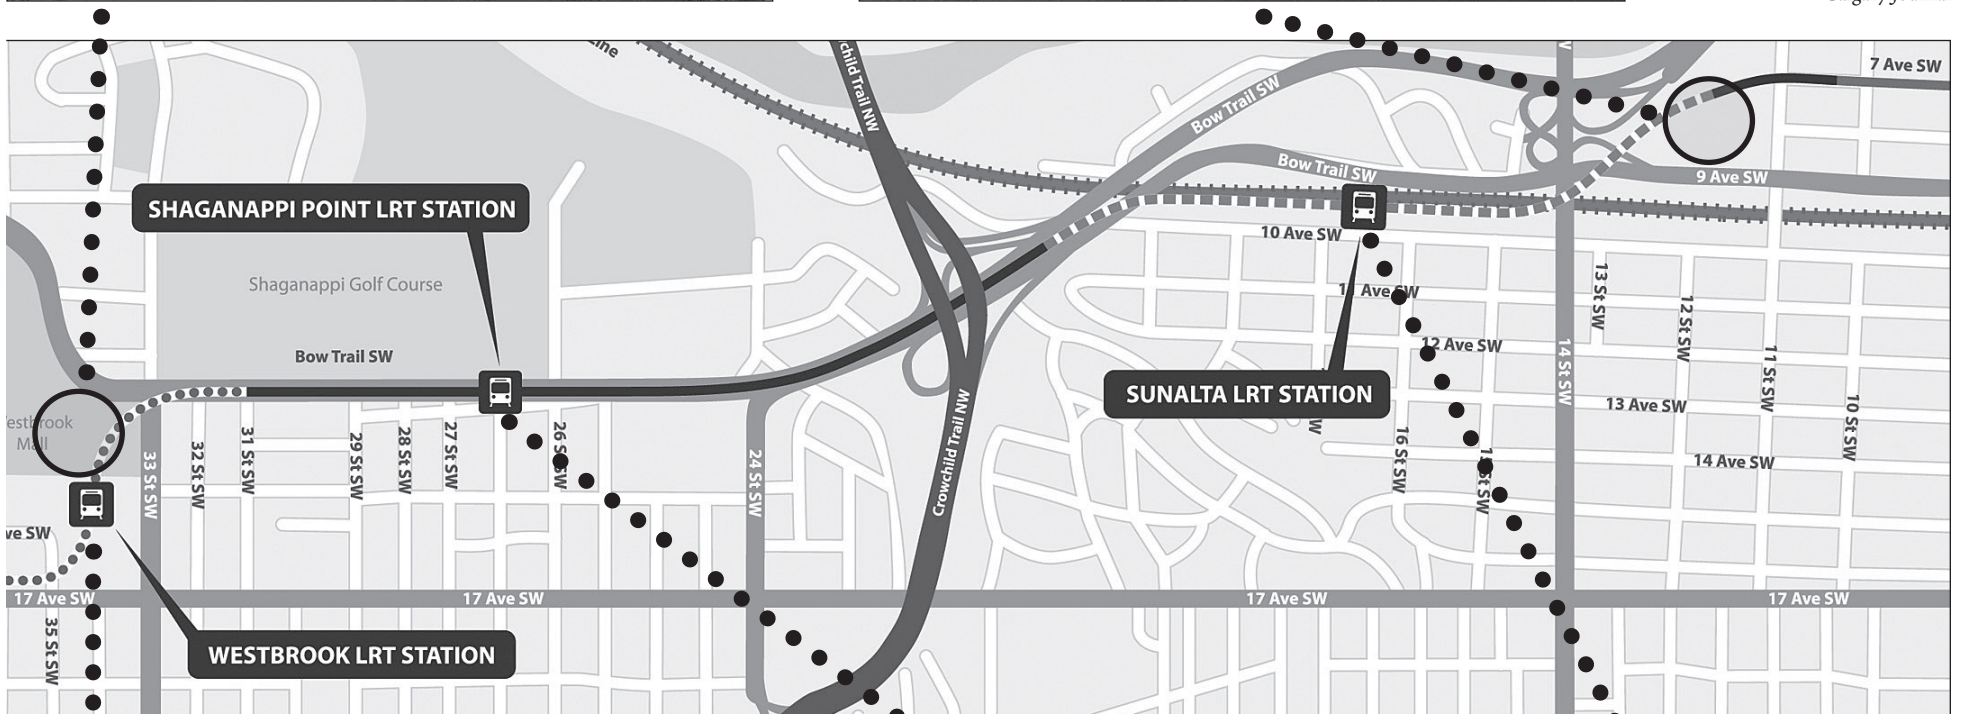 7 Ave SW
child Trail NW
Bow Trail SW
Bow Trail SW
9 Ave SW
SHAGANAPPI POINT LRT STATION
10 Ave SW
Shaganappi Golf Course
13 St SW
12 St SW
11 St SW
10 St SW
12 Ave SW
14 St SW
Bow Trail SW
SUNALTA LRT STATION
13 Ave SW
Mall
33 St SW
32 St SW
31 St SW
29 St SW
28 St SW
27 St SW
26 St SW
24 St SW
Crowchild Trail NW
16 St SW
14 Ave SW
ve SW
17 Ave SW
17 Ave SW
17 Ave SW
17 Ave SW
35 St SW
WESTBROOK LRT STATION